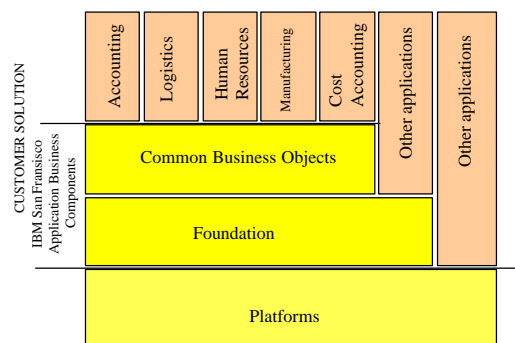 CUSTOMER SOLUTION
IBM San Fransisco
Application Business
Components
Accounting
Logistics
Human
Resources
Manufacturing
Cost
Accounting
Other applications
Other applications
Common Business Objects
Foundation
Platforms